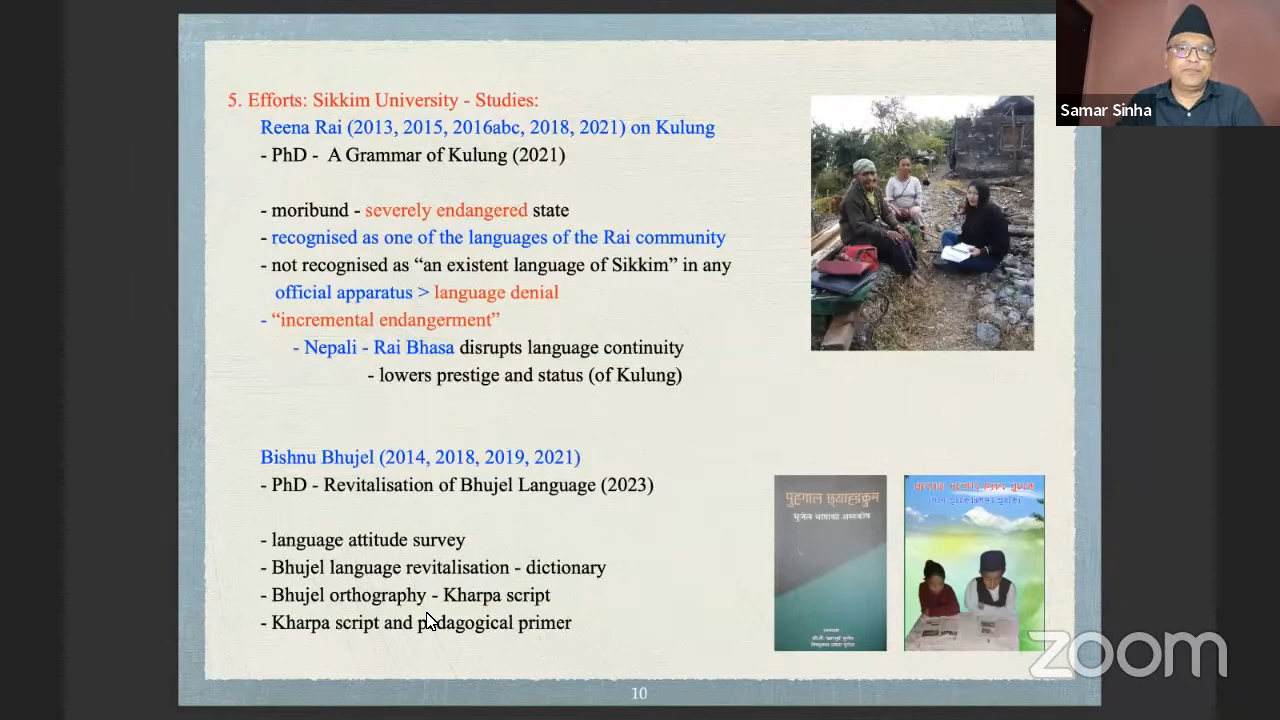 5. Efforts: Sikkim University - Studies:
Reena Rai (2013, 2015, 2016abc, 2018, 2021) on Kulung
- PhD - A Grammar of Kulung (2021)
- moribund - severely endangered state
- recognised as one of the languages of the Rai community
- not recognised as “an existent language of Sikkim” in any
official apparatus > language denial
- “incremental endangerment”
- Nepali - Rai Bhasa disrupts language continuity
- lowers prestige and status (of Kulung)
Bishnu Bhujel (2014, 2018, 2019, 2021)
- PhD - Revitalisation of Bhujel Language (2023)
- language attitude survey
- Bhujel language revitalisation - dictionary
- Bhujel orthography - Kharpa script
- Kharpa script and pedagogical primer
Samar Sinha
भुजेल भाषाको शब्दकोष
zoom
10